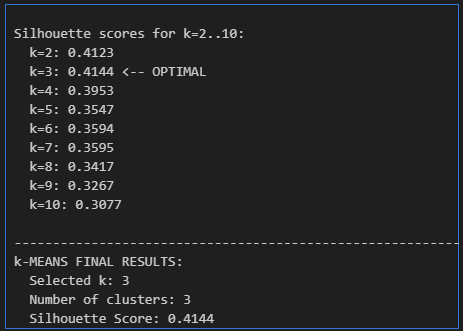 Silhouette scores for k=2..10:
k=2: 0.4123
k=3: 0.4144 <-- OPTIMAL
k=4: 0.3953
k=5: 0.3547
k=6: 0.3594
k=7: 0.3595
k=8: 0.3417
k=9: 0.3267
k=10: 0.3077
------------------------------------------------------------
k-MEANS FINAL RESULTS:
Selected k: 3
Number of clusters: 3
Silhouette Score: 0.4144